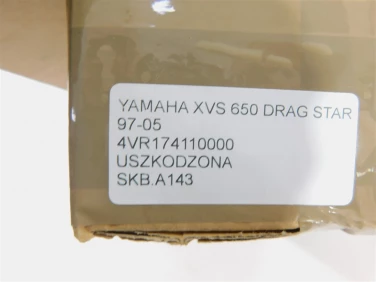 YAMAHA XVS 650 DRAG STAR
97-05
4VR174110000
USZKODZONA
SKB.A143